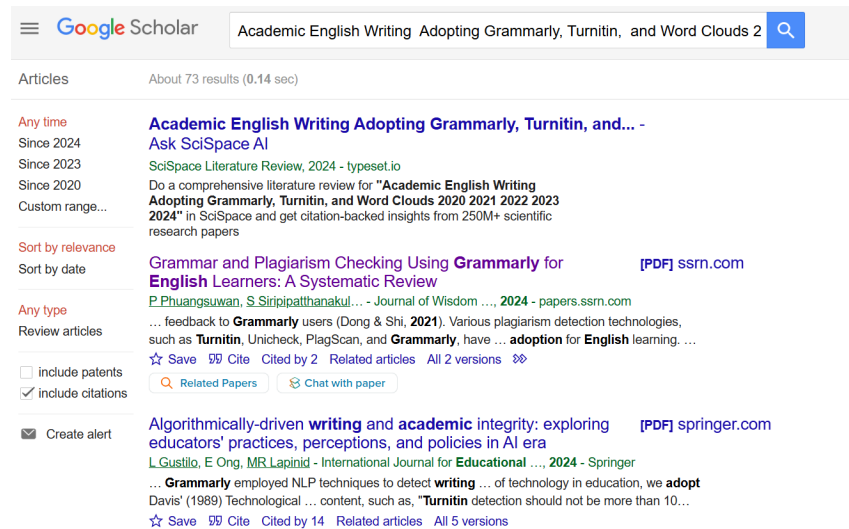 Google Scholar
Academic English Writing  Adopting Grammarly, Turnitin,  and Word Clouds 2
Articles
About 73 results (0.14 sec)
Any time
Since 2024
Since 2023
Since 2020
Custom range...
Sort by relevance
Sort by date
Any type
Review articles
include patents
include citations
Create alert
Academic English Writing Adopting Grammarly, Turnitin, and... -
Ask SciSpace AI
SciSpace Literature Review, 2024 - typeset.io
Do a comprehensive literature review for "Academic English Writing
Adopting Grammarly, Turnitin, and Word Clouds 2020 2021 2022 2023
2024" in SciSpace and get citation-backed insights from 250M+ scientific
research papers
Grammar and Plagiarism Checking Using Grammarly for
English Learners: A Systematic Review
[PDF] ssrn.com
P Phuangsuwan, S Siripipatthanakul… - Journal of Wisdom …, 2024 - papers.ssrn.com
… feedback to Grammarly users (Dong & Shi, 2021). Various plagiarism detection technologies,
such as Turnitin, Unicheck, PlagScan, and Grammarly, have … adoption for English learning. …
Save Cite Cited by 2 Related articles All 2 versions
Related Papers Chat with paper
Algorithmically-driven writing and academic integrity: exploring
educators' practices, perceptions, and policies in AI era
[PDF] springer.com
L Gustilo, E Ong, MR Lapinid - International Journal for Educational …, 2024 - Springer
… Grammarly employed NLP techniques to detect writing … of technology in education, we adopt
Davis' (1989) Technological … content, such as, "Turnitin detection should not be more than 10…
Save Cite Cited by 14 Related articles All 5 versions